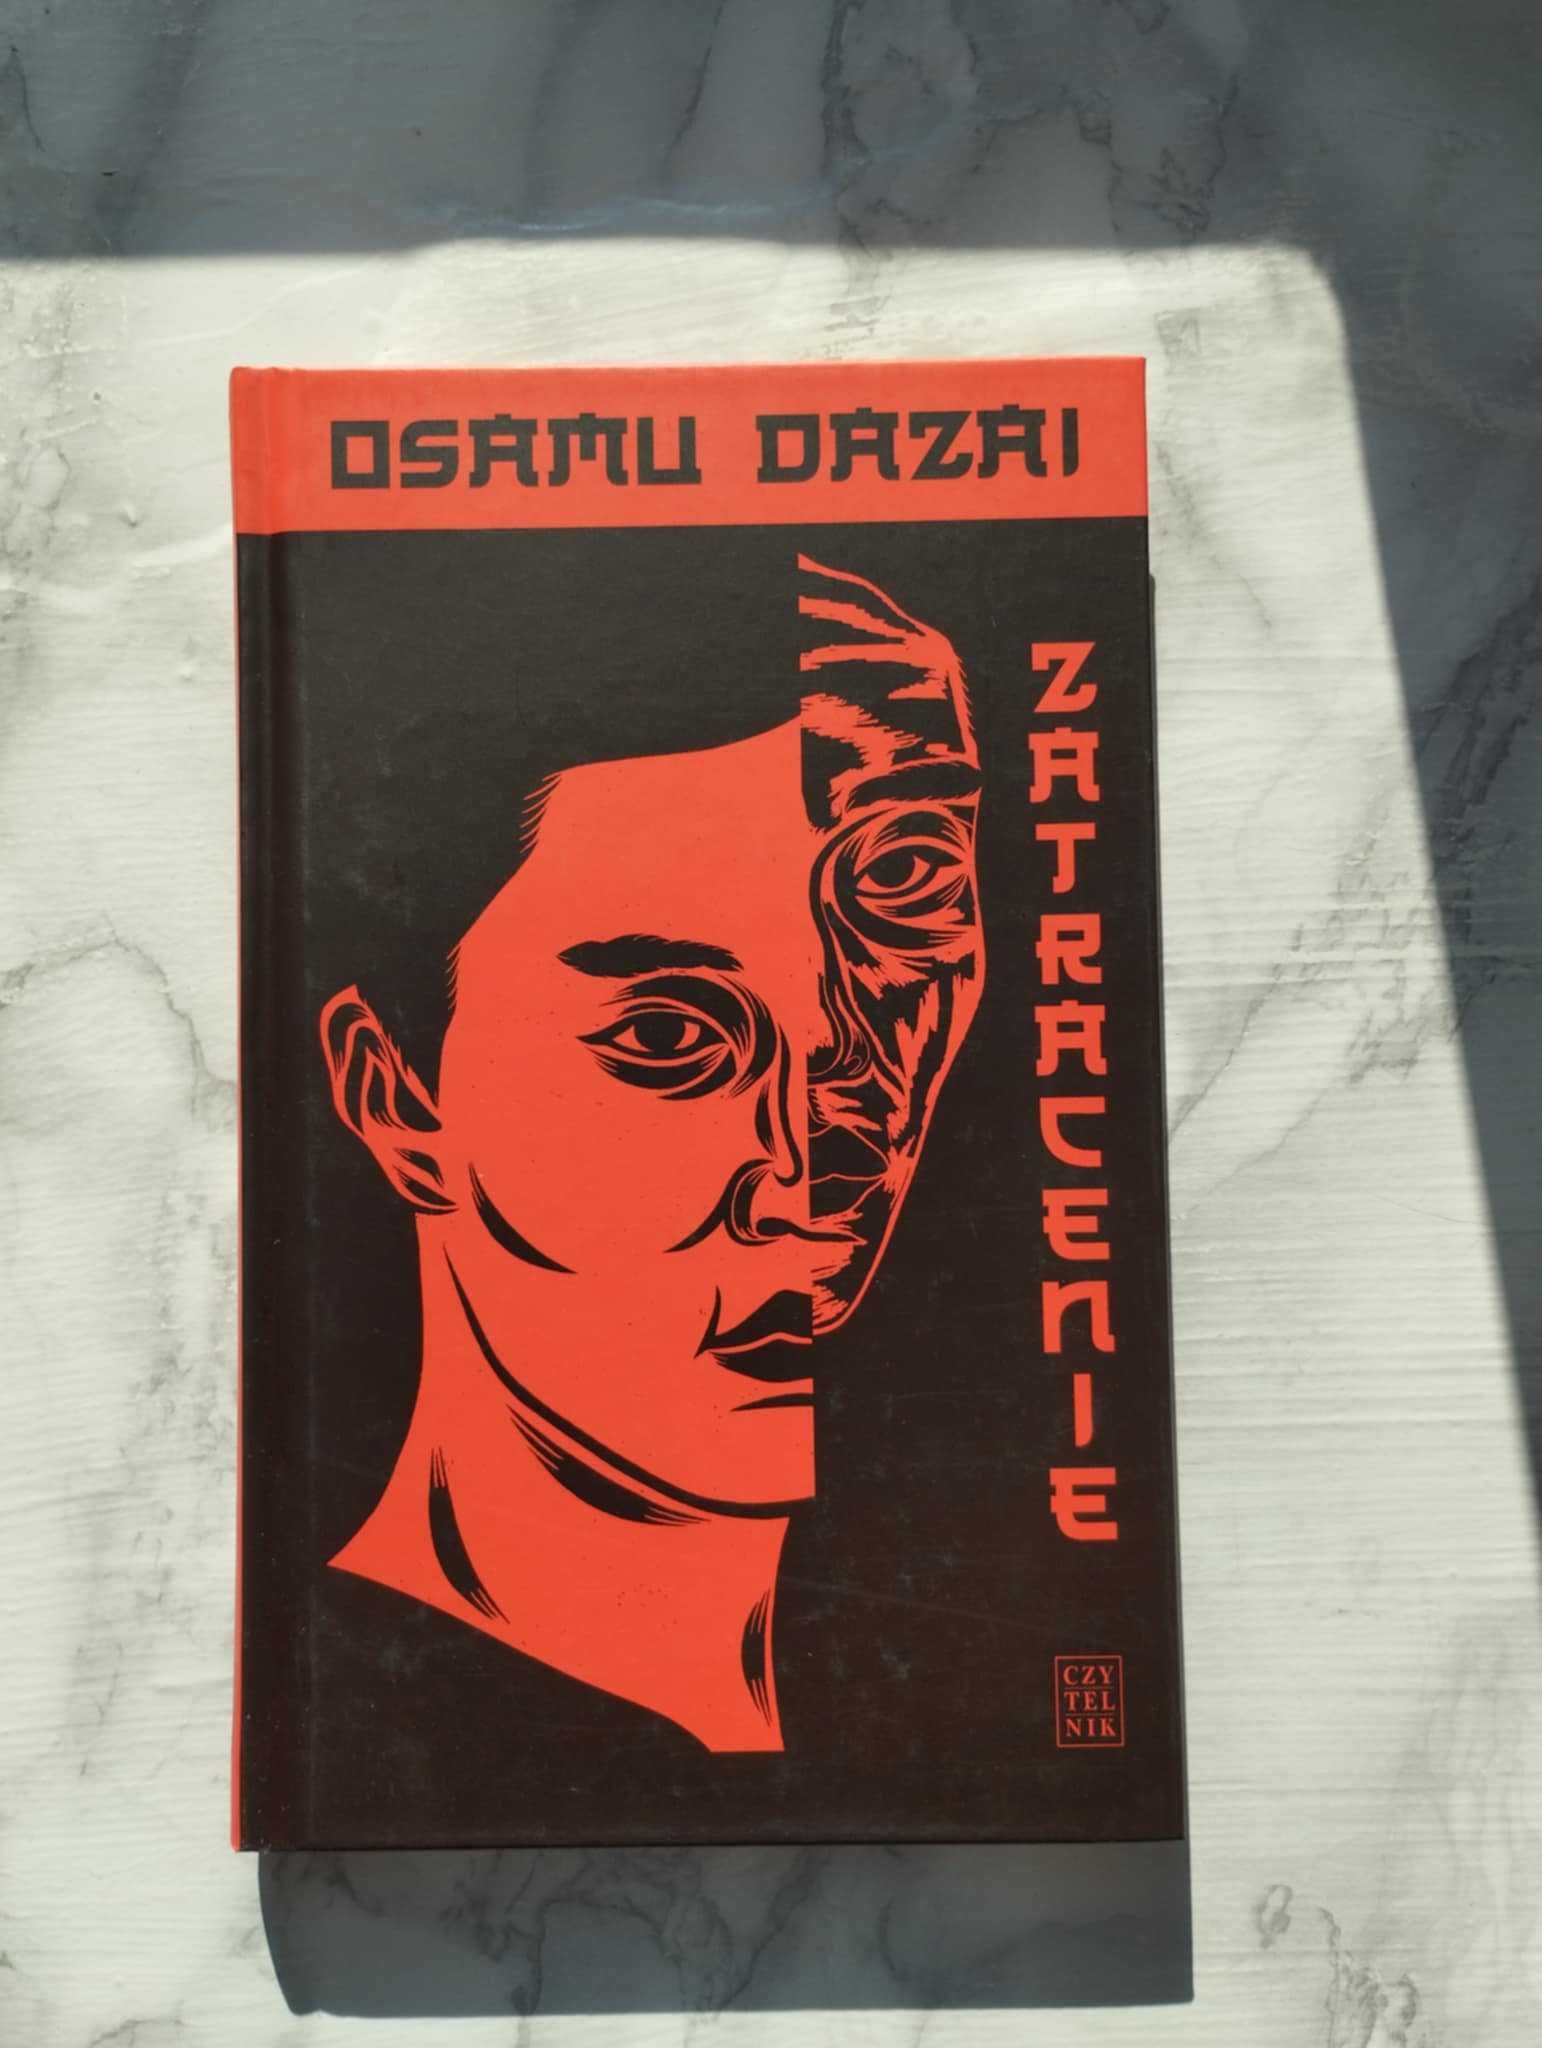 OSAMU DAZAI
ZATRACENIE
CZY
TEL
NIK